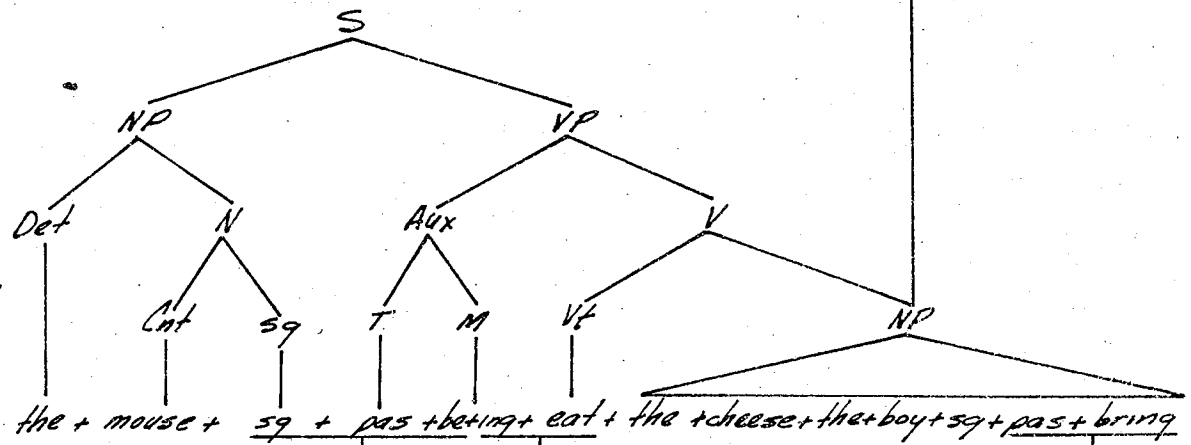 S
NP VP
Det N Aux V
Cnt sg T M Vt NP
the + mouse + sg + pas + be+ing + eat + the + cheese + the + boy + sg + pas + bring